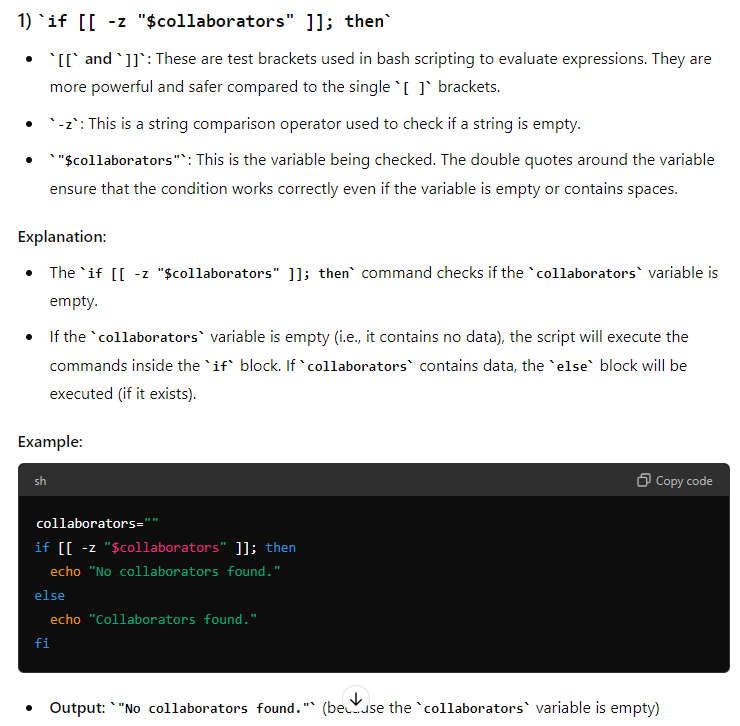 1) `if [[ -z "$collaborators" ]]; then`
• `[[` and `]]`: These are test brackets used in bash scripting to evaluate expressions. They are
more powerful and safer compared to the single `[ ]` brackets.
• `-z`: This is a string comparison operator used to check if a string is empty.
• `"$collaborators"`: This is the variable being checked. The double quotes around the variable
ensure that the condition works correctly even if the variable is empty or contains spaces.
Explanation:
• The `if [[ -z "$collaborators" ]]; then` command checks if the `collaborators` variable is
empty.
• If the `collaborators` variable is empty (i.e., it contains no data), the script will execute the
commands inside the `if` block. If `collaborators` contains data, the `else` block will be
executed (if it exists).
Example:
sh Copy code
collaborators=""
if [[ -z "$collaborators" ]]; then
  echo "No collaborators found."
else
  echo "Collaborators found."
fi
• Output: `"No collaborators found."` (because the `collaborators` variable is empty)